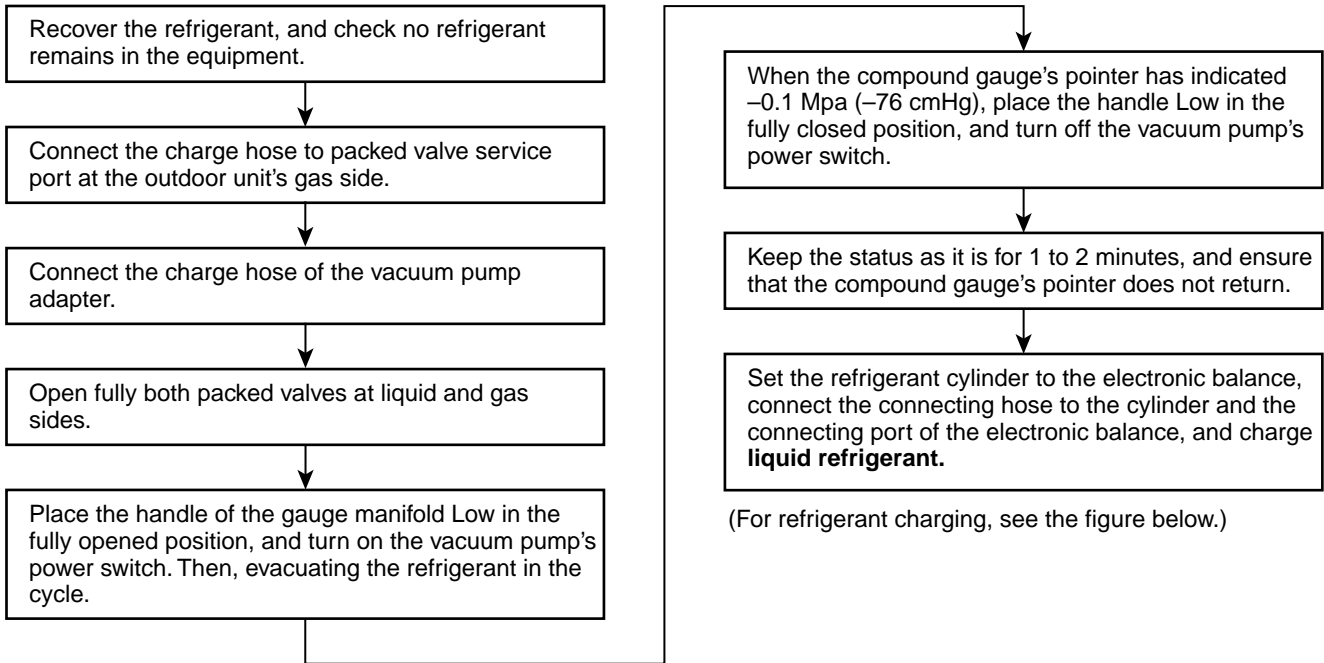 Recover the refrigerant, and check no refrigerant
remains in the equipment.
Connect the charge hose to packed valve service
port at the outdoor unit's gas side.
Connect the charge hose of the vacuum pump
adapter.
Open fully both packed valves at liquid and gas
sides.
Place the handle of the gauge manifold Low in the
fully opened position, and turn on the vacuum pump's
power switch. Then, evacuating the refrigerant in the
cycle.
When the compound gauge's pointer has indicated
–0.1 Mpa (–76 cmHg), place the handle Low in the
fully closed position, and turn off the vacuum pump's
power switch.
Keep the status as it is for 1 to 2 minutes, and ensure
that the compound gauge's pointer does not return.
Set the refrigerant cylinder to the electronic balance,
connect the connecting hose to the cylinder and the
connecting port of the electronic balance, and charge
liquid refrigerant.
(For refrigerant charging, see the figure below.)